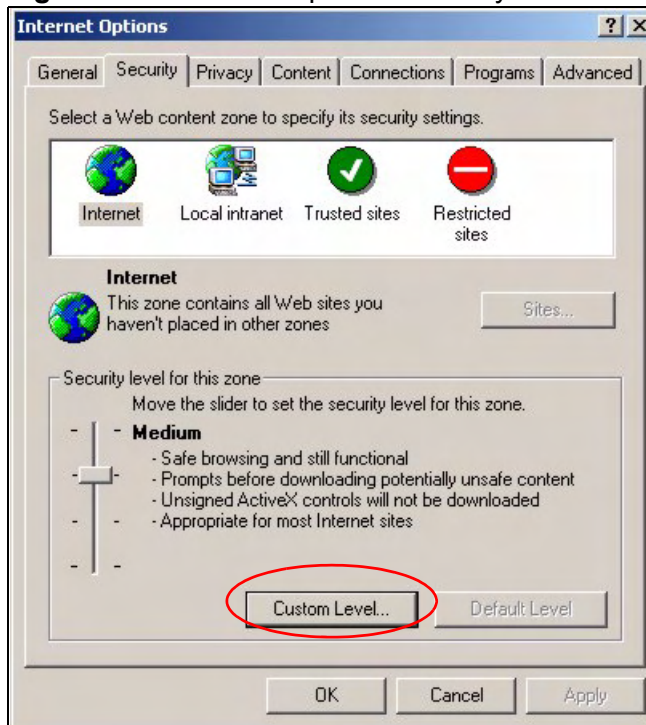 Internet Options
General Security Privacy Content Connections Programs Advanced
Select a Web content zone to specify its security settings.
Internet Local intranet Trusted sites Restricted
sites
Internet
This zone contains all Web sites you
haven't placed in other zones
Sites...
Security level for this zone
Move the slider to set the security level for this zone.
Medium
- Safe browsing and still functional
- Prompts before downloading potentially unsafe content
- Unsigned ActiveX controls will not be downloaded
- Appropriate for most Internet sites
Custom Level... Default Level
OK Cancel Apply